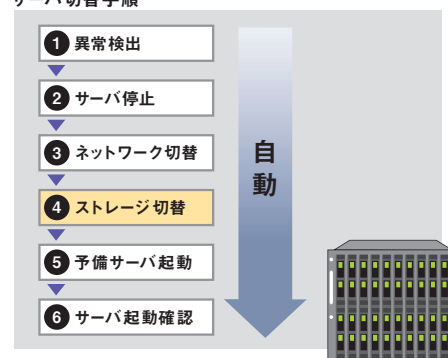 サーバ切替手順
1 異常検出
2 サーバ停止
3 ネットワーク切替
4 ストレージ切替
5 予備サーバ起動
6 サーバ起動確認
自動